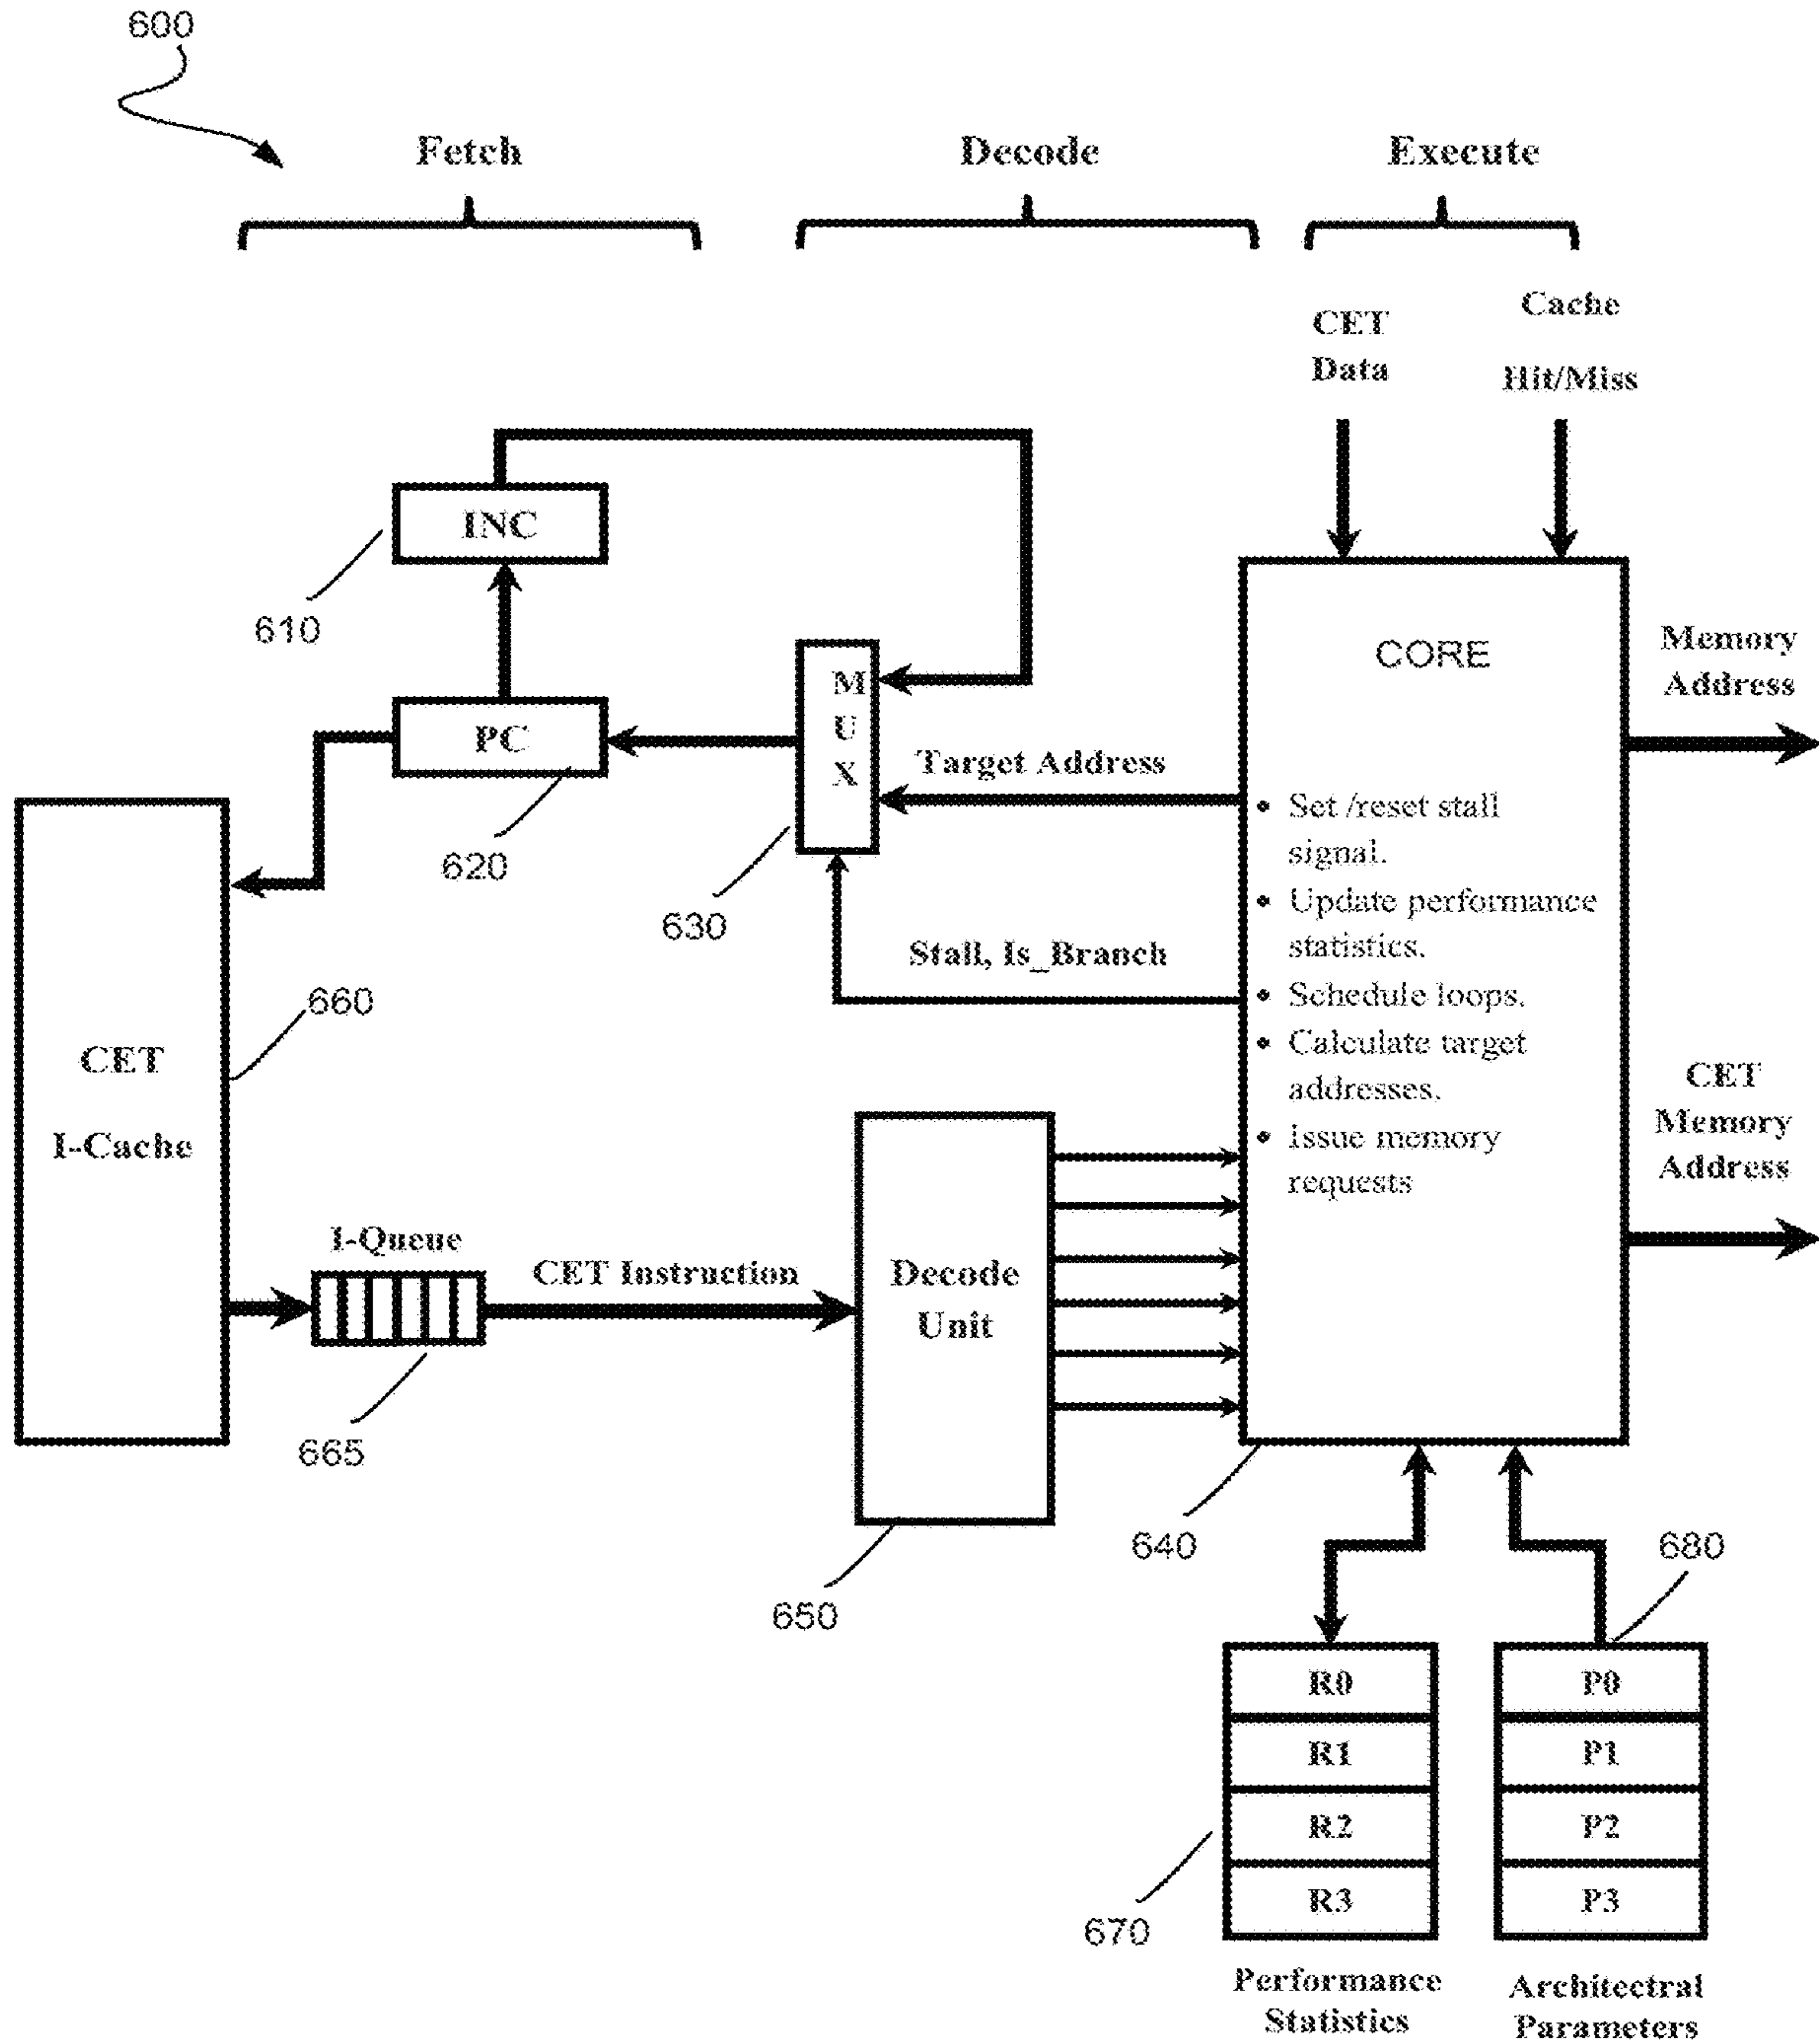 600
Fetch
Decode
Execute
CET
Data
Cache
Hit/Miss
INC
610
PC
620
M
U
X
630
Target Address
Stall, Is_Branch
CORE
• Set /reset stall
signal.
• Update performance
statistics.
• Schedule loops.
• Calculate target
addresses.
• Issue memory
requests
Memory
Address
CET
Memory
Address
CET
I-Cache
660
I-Queue
665
CET Instruction
Decode
Unit
650
640
680
R0
R1
R2
R3
670
Performance
Statistics
P0
P1
P2
P3
Architectral
Parameters